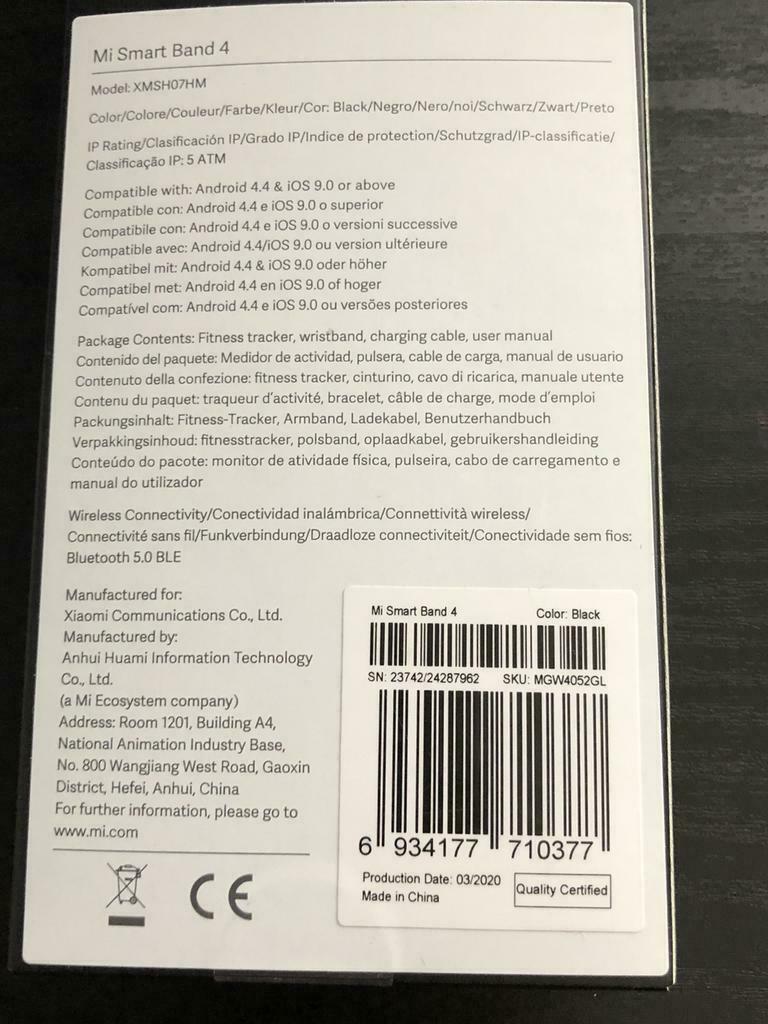 Mi Smart Band 4
Model: XMSH07HM
Color/Colore/Couleur/Farbe/Kleur/Cor: Black/Negro/Nero/noi/Schwarz/Zwart/Preto
IP Rating/Clasificación IP/Grado IP/Indice de protection/Schutzgrad/IP-classificatie/
Classificação IP: 5 ATM
Compatible with: Android 4.4 & iOS 9.0 or above
Compatible con: Android 4.4 e iOS 9.0 o superior
Compatibile con: Android 4.4 e iOS 9.0 o versioni successive
Compatible avec: Android 4.4/iOS 9.0 ou version ultérieure
Kompatibel mit: Android 4.4 & iOS 9.0 oder höher
Compatibel met: Android 4.4 en iOS 9.0 of hoger
Compatível com: Android 4.4 e iOS 9.0 ou versões posteriores
Package Contents: Fitness tracker, wristband, charging cable, user manual
Contenido del paquete: Medidor de actividad, pulsera, cable de carga, manual de usuario
Contenuto della confezione: fitness tracker, cinturino, cavo di ricarica, manuale utente
Contenu du paquet: traqueur d'activité, bracelet, câble de charge, mode d'emploi
Packungsinhalt: Fitness-Tracker, Armband, Ladekabel, Benutzerhandbuch
Verpakkingsinhoud: fitnesstracker, polsband, oplaadkabel, gebruikershandleiding
Conteúdo do pacote: monitor de atividade física, pulseira, cabo de carregamento e
manual do utilizador
Wireless Connectivity/Conectividad inalámbrica/Connettività wireless/
Connectivité sans fil/Funkverbindung/Draadloze connectiviteit/Conectividade sem fios:
Bluetooth 5.0 BLE
Manufactured for:
Xiaomi Communications Co., Ltd.
Manufactured by:
Anhui Huami Information Technology
Co., Ltd.
(a Mi Ecosystem company)
Address: Room 1201, Building A4,
National Animation Industry Base,
No. 800 Wangjiang West Road, Gaoxin
District, Hefei, Anhui, China
For further information, please go to
www.mi.com
CE
Mi Smart Band 4 Color: Black
SN: 23742/24287962 SKU: MGW4052GL
6 934177 710377
Production Date: 03/2020
Made in China
Quality Certified